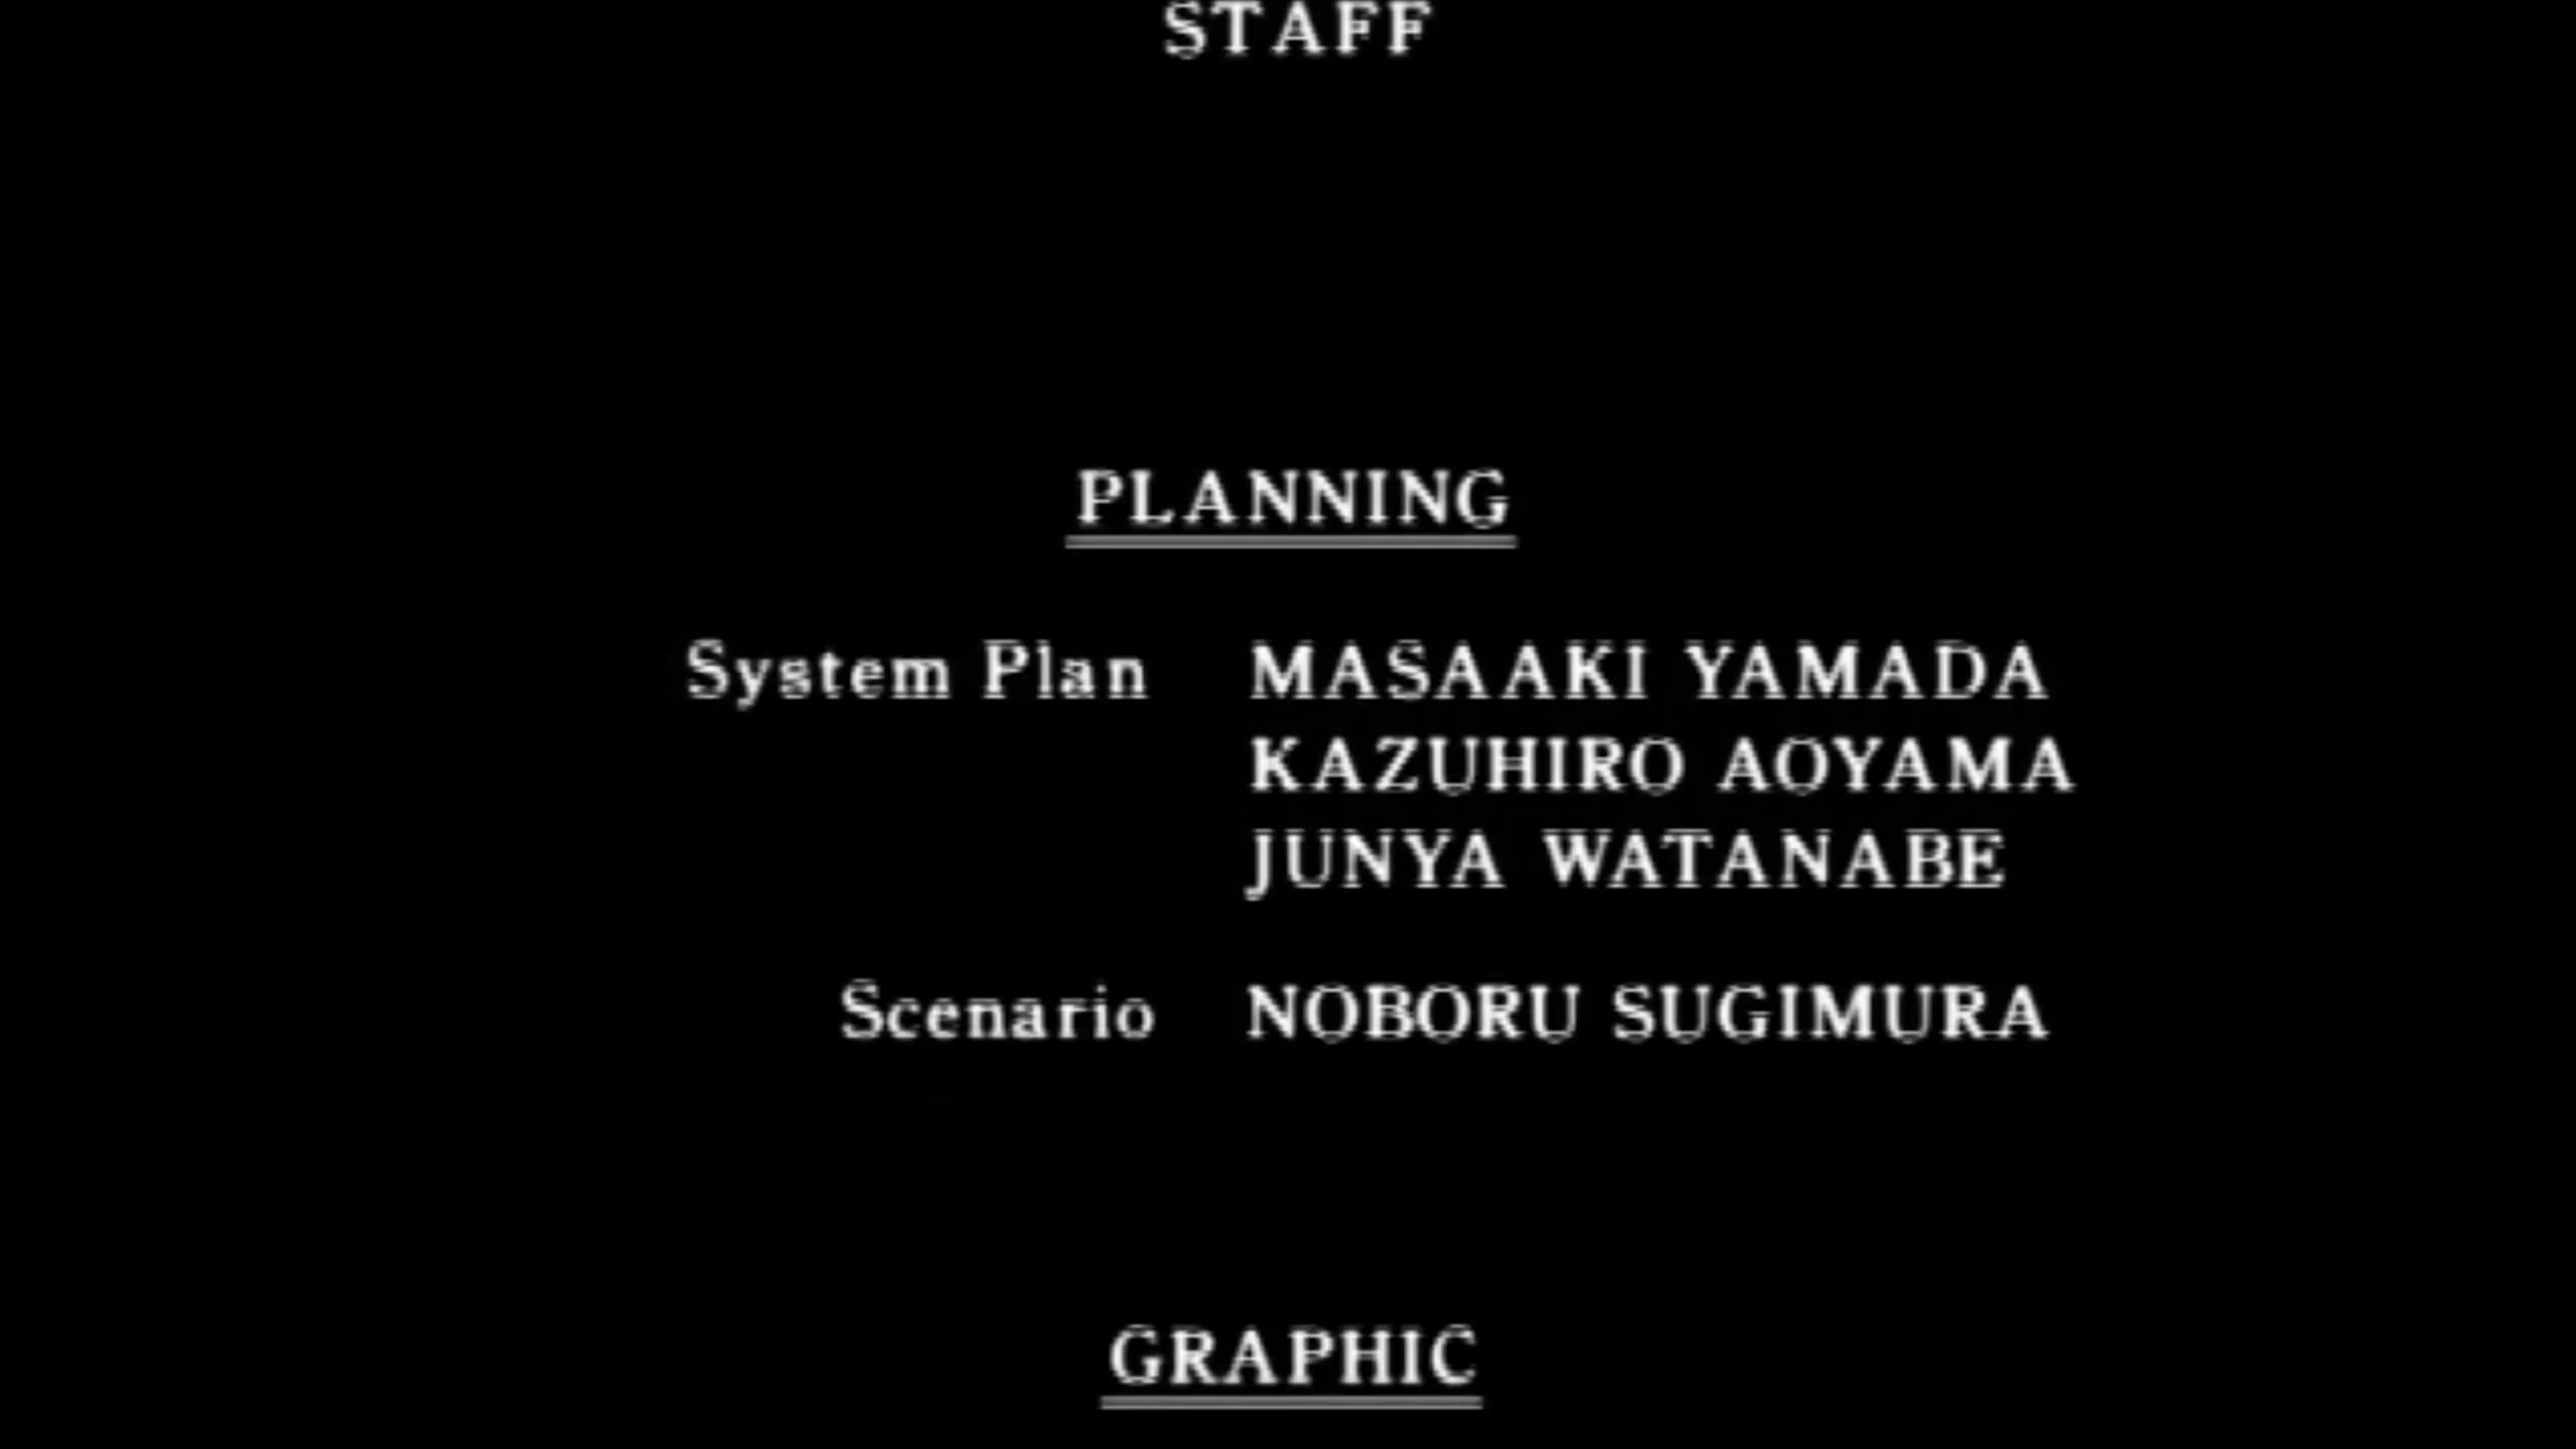 STAFF
PLANNING
System Plan MASAAKI YAMADA
KAZUHIRO AOYAMA
JUNYA WATANABE
Scenario NOBORU SUGIMURA
GRAPHIC